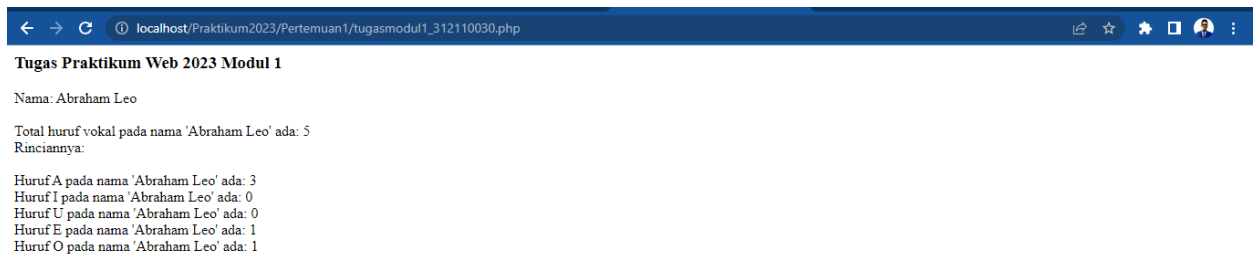 localhost/Praktikum2023/Pertemuan1/tugasmodul1_312110030.php
Tugas Praktikum Web 2023 Modul 1
Nama: Abraham Leo
Total huruf vokal pada nama 'Abraham Leo' ada: 5
Rinciannya:
Huruf A pada nama 'Abraham Leo' ada: 3
Huruf I pada nama 'Abraham Leo' ada: 0
Huruf U pada nama 'Abraham Leo' ada: 0
Huruf E pada nama 'Abraham Leo' ada: 1
Huruf O pada nama 'Abraham Leo' ada: 1